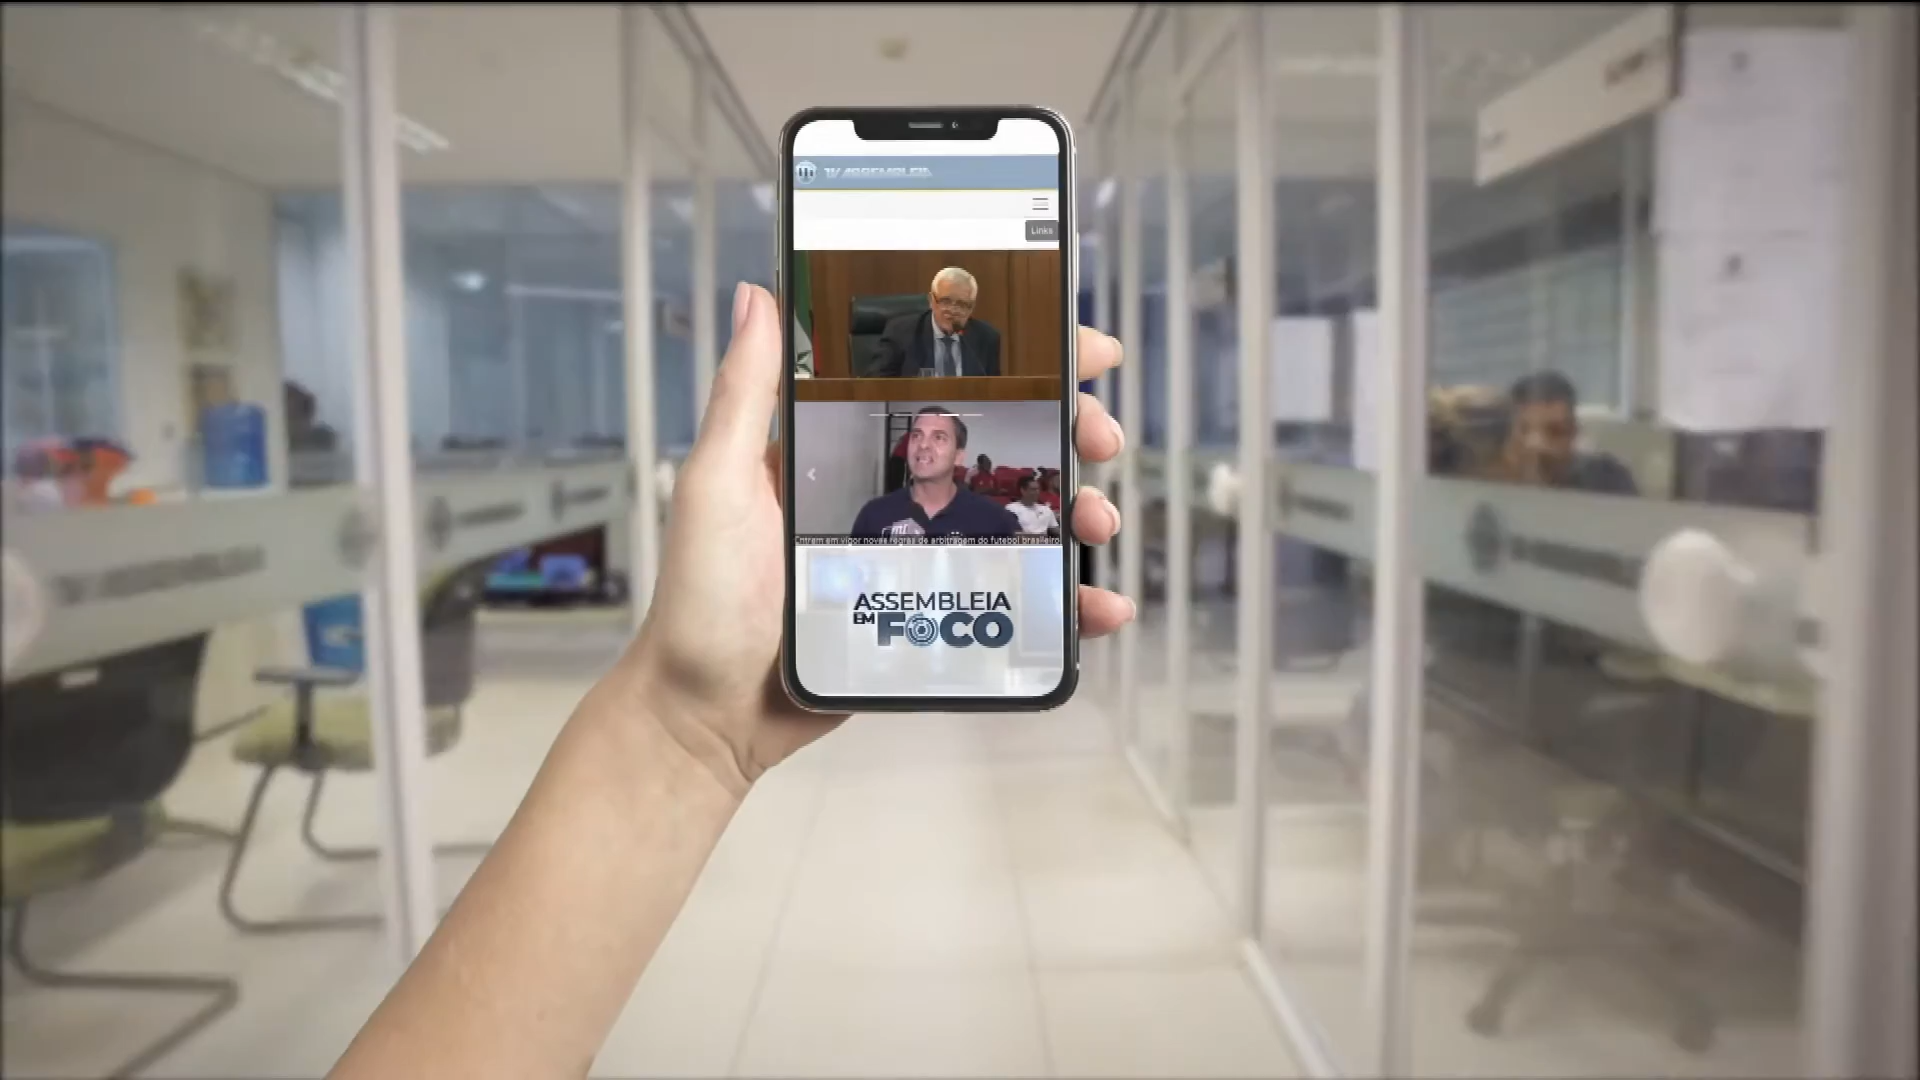 TV ASSEMBLEIA
Links
Entram em vigor novas regras de arbitragem do futebol brasileiro
ASSEMBLEIA
EM FOCO